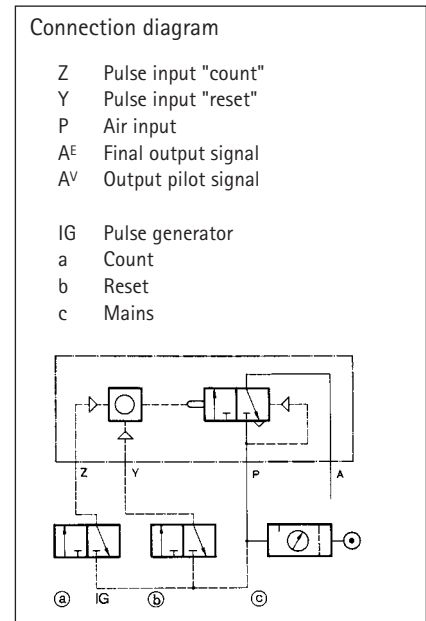 Connection diagram
Z Pulse input "count"
Y Pulse input "reset"
P Air input
Aᴱ Final output signal
Aⱽ Output pilot signal
IG Pulse generator
a Count
b Reset
c Mains
Z Y P A
ⓐ IG ⓑ ⓒ